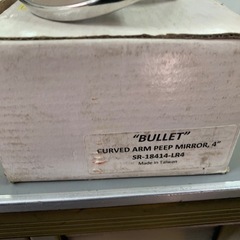 "BULLET"
CURVED ARM PEEP MIRROR, 4"
SR-18414-LR4
Made in Taiwan